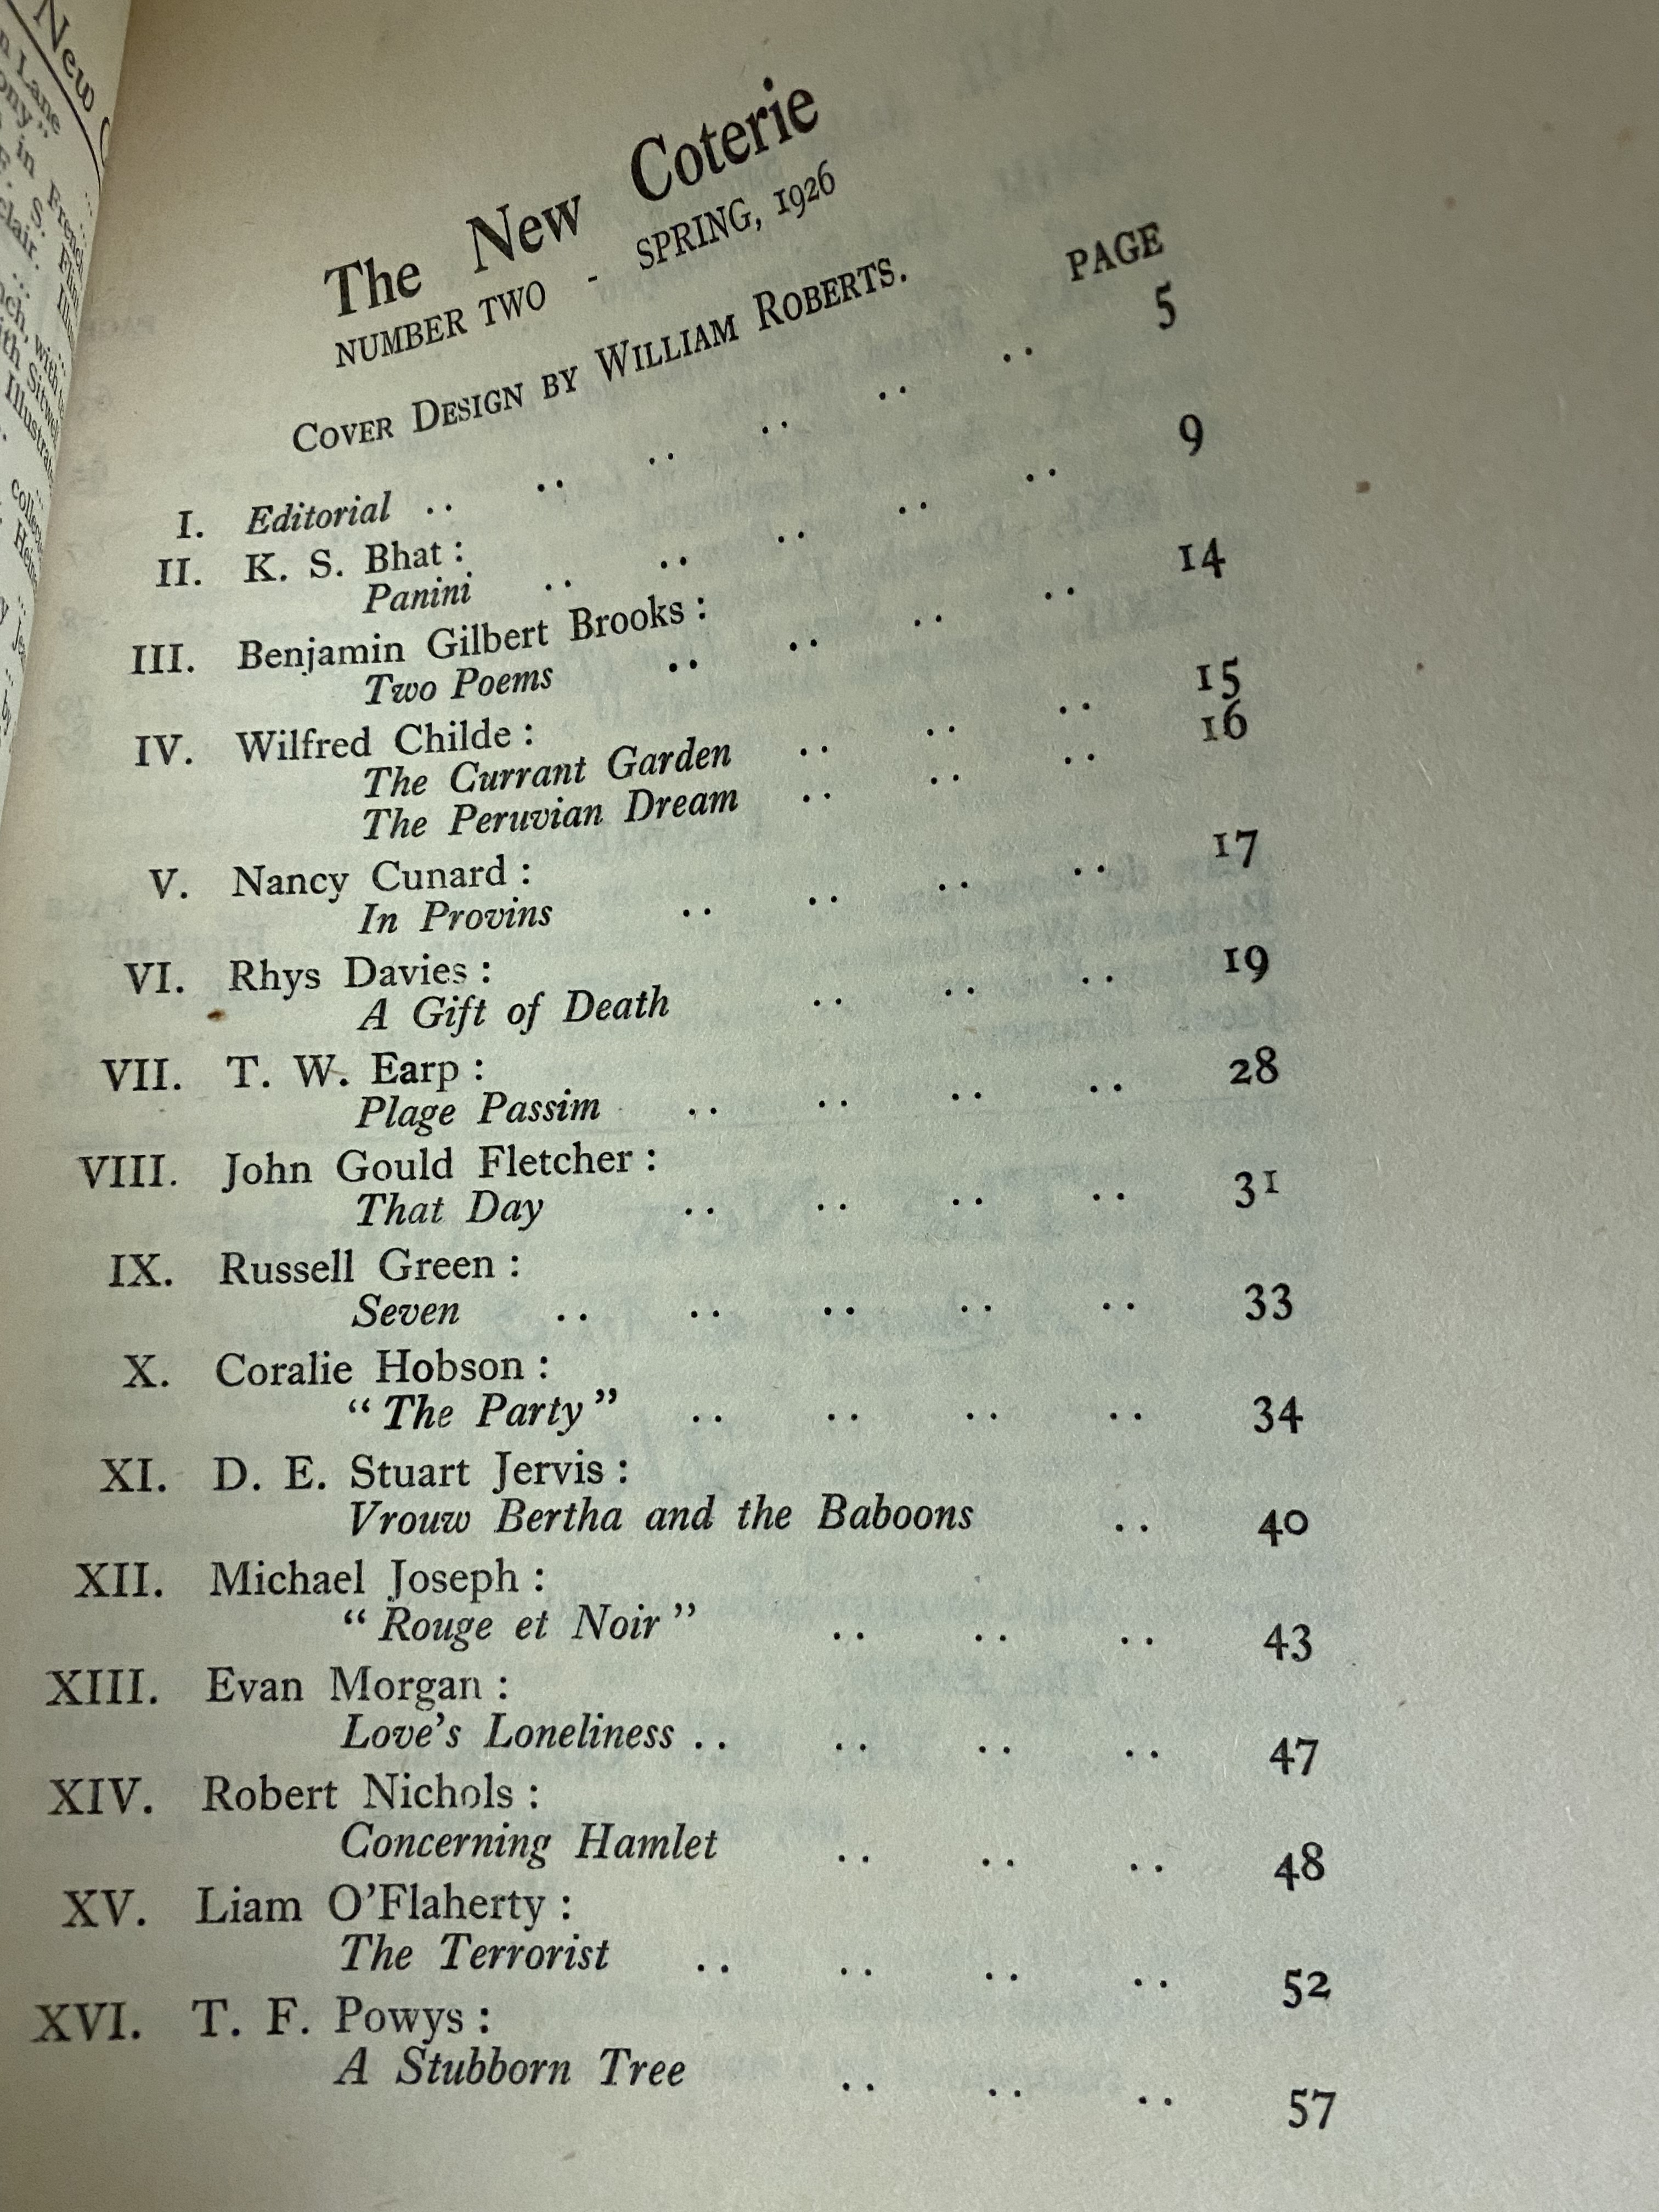 The New Coterie
NUMBER TWO - SPRING, 1926
COVER DESIGN BY WILLIAM ROBERTS.
PAGE
I. Editorial .. .. .. .. .. .. 5
II. K. S. Bhat :
Panini .. .. .. .. .. 9
III. Benjamin Gilbert Brooks :
Two Poems .. .. .. .. 14
IV. Wilfred Childe :
The Currant Garden .. .. .. 15
The Peruvian Dream .. .. .. 16
V. Nancy Cunard :
In Provins .. .. .. .. 17
VI. Rhys Davies :
A Gift of Death .. .. .. 19
VII. T. W. Earp :
Plage Passim .. .. .. .. 28
VIII. John Gould Fletcher :
That Day .. .. .. .. 31
IX. Russell Green :
Seven .. .. .. .. .. 33
X. Coralie Hobson :
“ The Party ” .. .. .. .. 34
XI. D. E. Stuart Jervis :
Vrouw Bertha and the Baboons .. 40
XII. Michael Joseph :
“ Rouge et Noir ” .. .. .. 43
XIII. Evan Morgan :
Love’s Loneliness .. .. .. .. 47
XIV. Robert Nichols :
Concerning Hamlet .. .. .. 48
XV. Liam O’Flaherty :
The Terrorist .. .. .. .. 52
XVI. T. F. Powys :
A Stubborn Tree .. .. .. 57
New
Lane
in French
S.
with